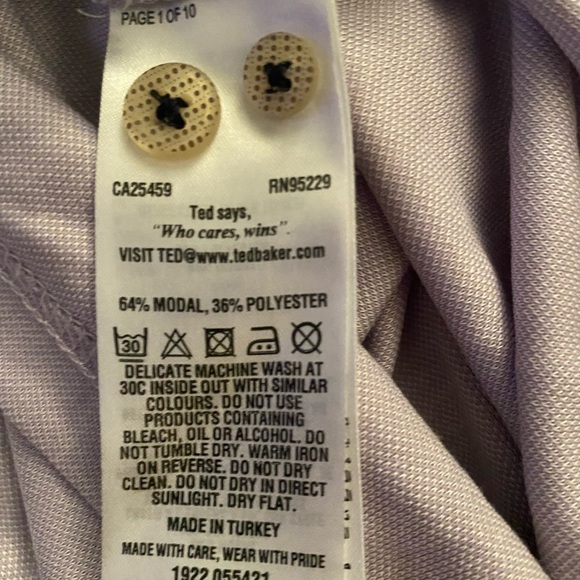 PAGE 1 OF 10
CA25459 RN95229
Ted says,
"Who cares, wins".
VISIT TED@www.tedbaker.com
64% MODAL, 36% POLYESTER
30
DELICATE MACHINE WASH AT
30C INSIDE OUT WITH SIMILAR
COLOURS. DO NOT USE
PRODUCTS CONTAINING
BLEACH, OIL OR ALCOHOL. DO
NOT TUMBLE DRY. WARM IRON
ON REVERSE. DO NOT DRY
CLEAN. DO NOT DRY IN DIRECT
SUNLIGHT. DRY FLAT.
MADE IN TURKEY
MADE WITH CARE, WEAR WITH PRIDE
1922 055421